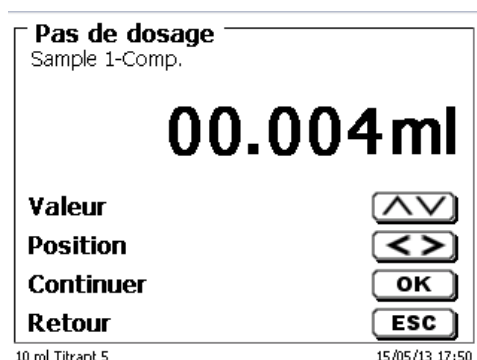 Pas de dosage
Sample 1-Comp.
00.004ml
Valeur
Position
Continuer OK
Retour ESC
10 ml Titrant 5 15/05/13 17:50